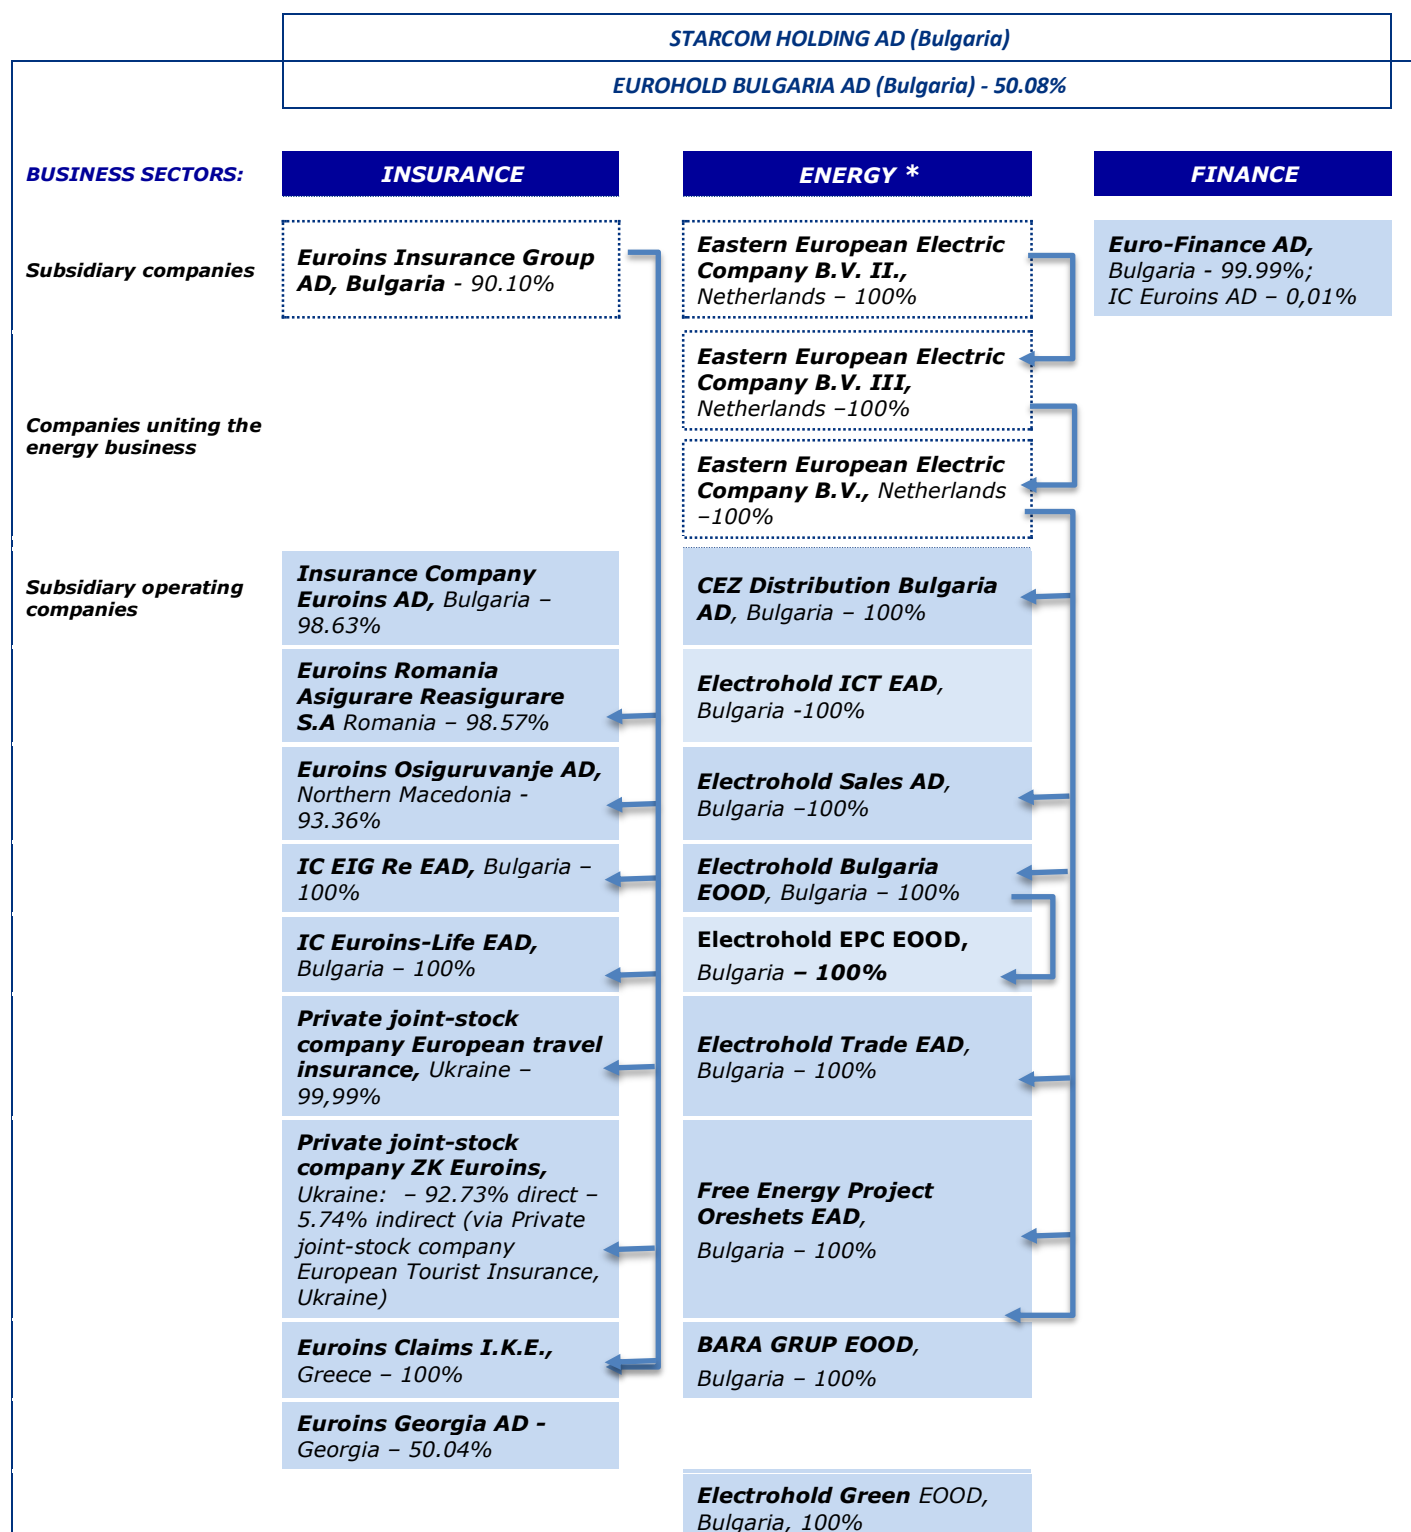 STARCOM HOLDING AD (Bulgaria)
EUROHOLD BULGARIA AD (Bulgaria) - 50.08%
BUSINESS SECTORS:
INSURANCE
ENERGY *
FINANCE
Subsidiary companies
Euroins Insurance Group
AD, Bulgaria - 90.10%
Eastern European Electric
Company B.V. II.,
Netherlands – 100%
Euro-Finance AD,
Bulgaria - 99.99%;
IC Euroins AD – 0,01%
Companies uniting the
energy business
Eastern European Electric
Company B.V. III,
Netherlands –100%
Eastern European Electric
Company B.V., Netherlands
–100%
Subsidiary operating
companies
Insurance Company
Euroins AD, Bulgaria –
98.63%
CEZ Distribution Bulgaria
AD, Bulgaria – 100%
Euroins Romania
Asigurare Reasigurare
S.A Romania – 98.57%
Electrohold ICT EAD,
Bulgaria -100%
Euroins Osiguruvanje AD,
Northern Macedonia -
93.36%
Electrohold Sales AD,
Bulgaria –100%
IC EIG Re EAD, Bulgaria –
100%
Electrohold Bulgaria
EOOD, Bulgaria – 100%
IC Euroins-Life EAD,
Bulgaria – 100%
Electrohold EPC EOOD,
Bulgaria – 100%
Private joint-stock
company European travel
insurance, Ukraine –
99,99%
Electrohold Trade EAD,
Bulgaria – 100%
Private joint-stock
company ZK Euroins,
Ukraine:  – 92.73% direct –
5.74% indirect (via Private
joint-stock company
European Tourist Insurance,
Ukraine)
Free Energy Project
Oreshets EAD,
Bulgaria – 100%
Euroins Claims I.K.E.,
Greece – 100%
BARA GRUP EOOD,
Bulgaria – 100%
Euroins Georgia AD -
Georgia – 50.04%
Electrohold Green EOOD,
Bulgaria, 100%